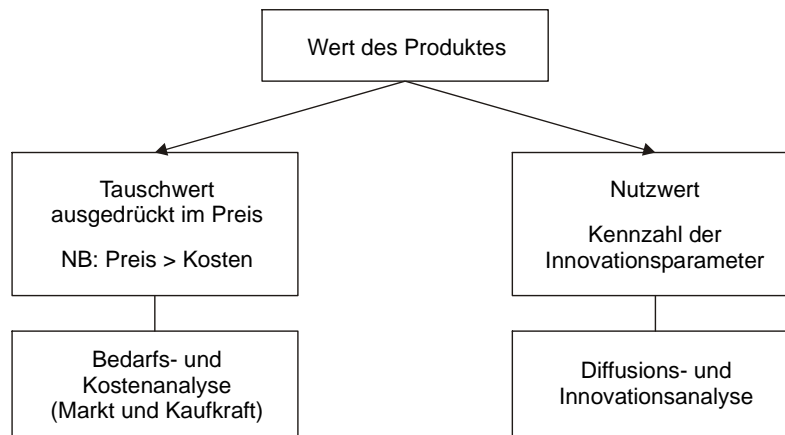 Wert des Produktes
Tauschwert
ausgedrückt im Preis
NB: Preis > Kosten
Nutzwert
Kennzahl der
Innovationsparameter
Bedarfs- und
Kostenanalyse
(Markt und Kaufkraft)
Diffusions- und
Innovationsanalyse